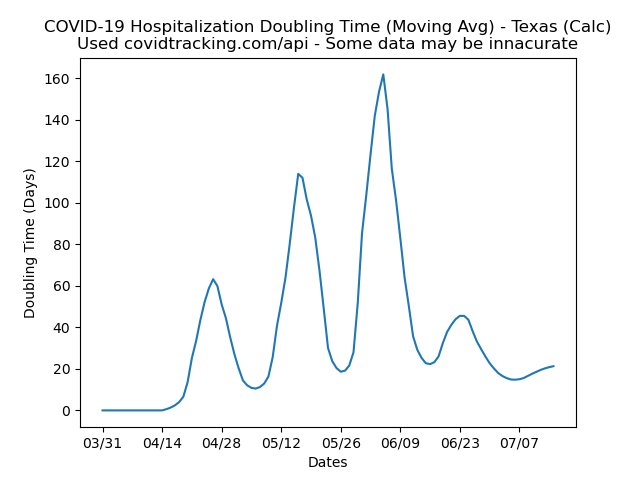 COVID-19 Hospitalization Doubling Time (Moving Avg) - Texas (Calc)
Used covidtracking.com/api - Some data may be innacurate
160
140
120
100
80
60
40
20
0
Doubling Time (Days)
03/31 04/14 04/28 05/12 05/26 06/09 06/23 07/07
Dates